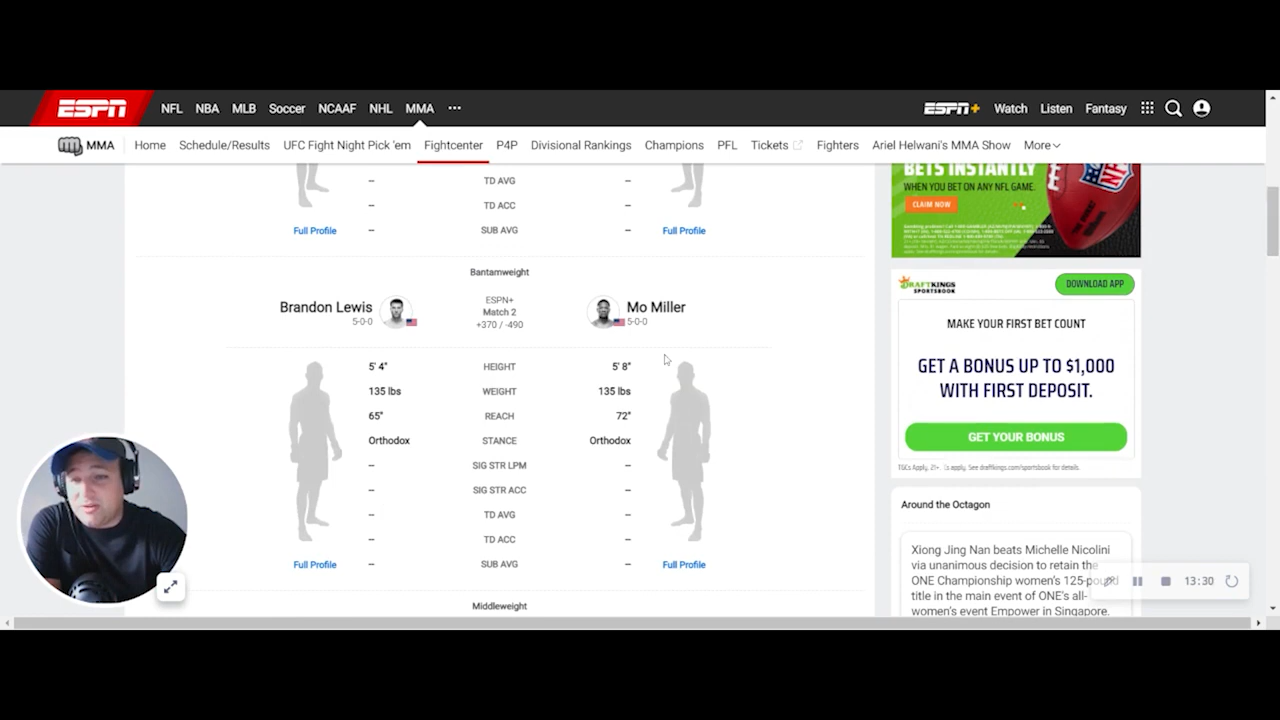 ESPN NFL NBA MLB Soccer NCAAF NHL MMA ••• ESPN+ Watch Listen Fantasy
MMA Home Schedule/Results UFC Fight Night Pick 'em Fightcenter P4P Divisional Rankings Champions PFL Tickets Fighters Ariel Helwani's MMA Show More
-- TD AVG --
-- TD ACC --
Full Profile -- SUB AVG -- Full Profile
Bantamweight
Brandon Lewis
5-0-0
ESPN+
Match 2
+370 / -490
Mo Miller
5-0-0
5' 4" HEIGHT 5' 8"
135 lbs WEIGHT 135 lbs
65" REACH 72"
Orthodox STANCE Orthodox
-- SIG STR LPM --
-- SIG STR ACC --
-- TD AVG --
-- TD ACC --
Full Profile -- SUB AVG -- Full Profile
Middleweight
BETS INSTANTLY
WHEN YOU BET ON ANY NFL GAME.
CLAIM NOW
NFL
DRAFTKINGS
SPORTSBOOK
DOWNLOAD APP
MAKE YOUR FIRST BET COUNT
GET A BONUS UP TO $1,000
WITH FIRST DEPOSIT.
GET YOUR BONUS
apply. See draftkings.com/sportsbook for details.
Around the Octagon
Xiong Jing Nan beats Michelle Nicolini
via unanimous decision to retain the
ONE Championship women's 125-pound
title in the main event of ONE's all-
women's event Empower in Singapore.
13:30